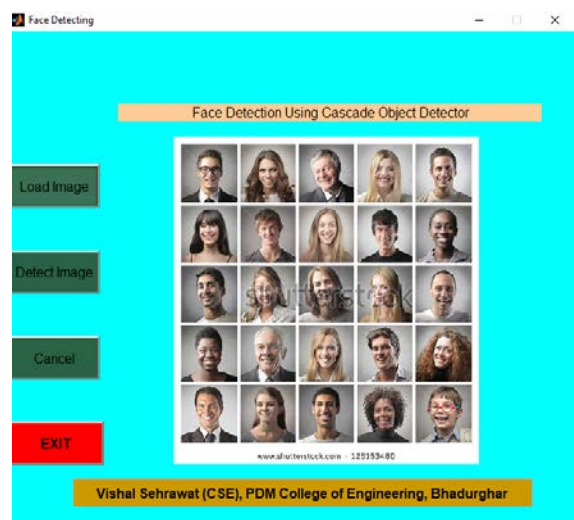 Face Detecting
Face Detection Using Cascade Object Detector
Load Image
Detect Image
Cancel
EXIT
shutterstock
www.shutterstock.com · 125153480
Vishal Sehrawat (CSE), PDM College of Engineering, Bhadurghar